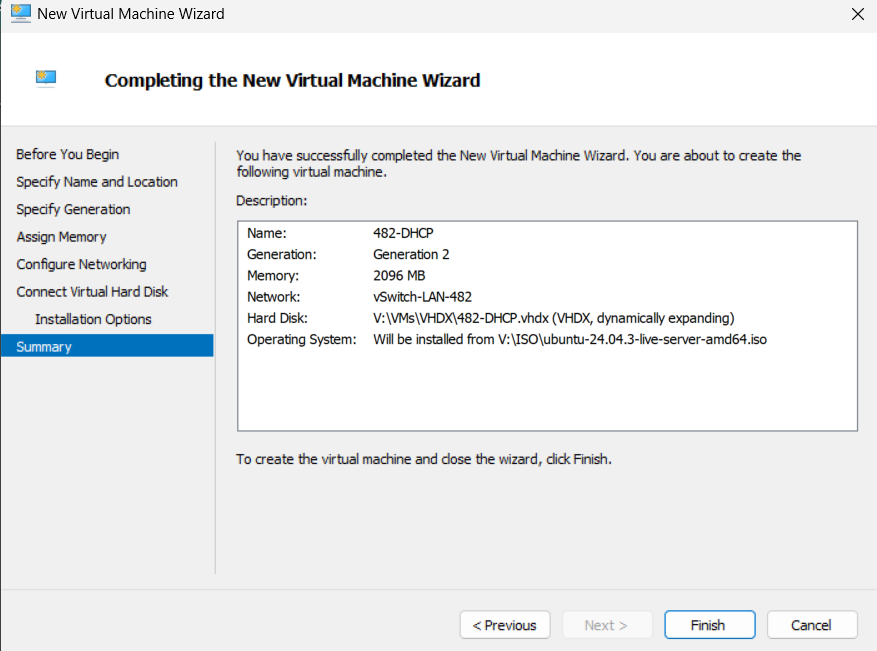 New Virtual Machine Wizard
Completing the New Virtual Machine Wizard
Before You Begin
Specify Name and Location
Specify Generation
Assign Memory
Configure Networking
Connect Virtual Hard Disk
Installation Options
Summary
You have successfully completed the New Virtual Machine Wizard. You are about to create the
following virtual machine.
Description:
Name: 482-DHCP
Generation: Generation 2
Memory: 2096 MB
Network: vSwitch-LAN-482
Hard Disk: V:\VMs\VHDX\482-DHCP.vhdx (VHDX, dynamically expanding)
Operating System: Will be installed from V:\ISO\ubuntu-24.04.3-live-server-amd64.iso
To create the virtual machine and close the wizard, click Finish.
< Previous Next > Finish Cancel